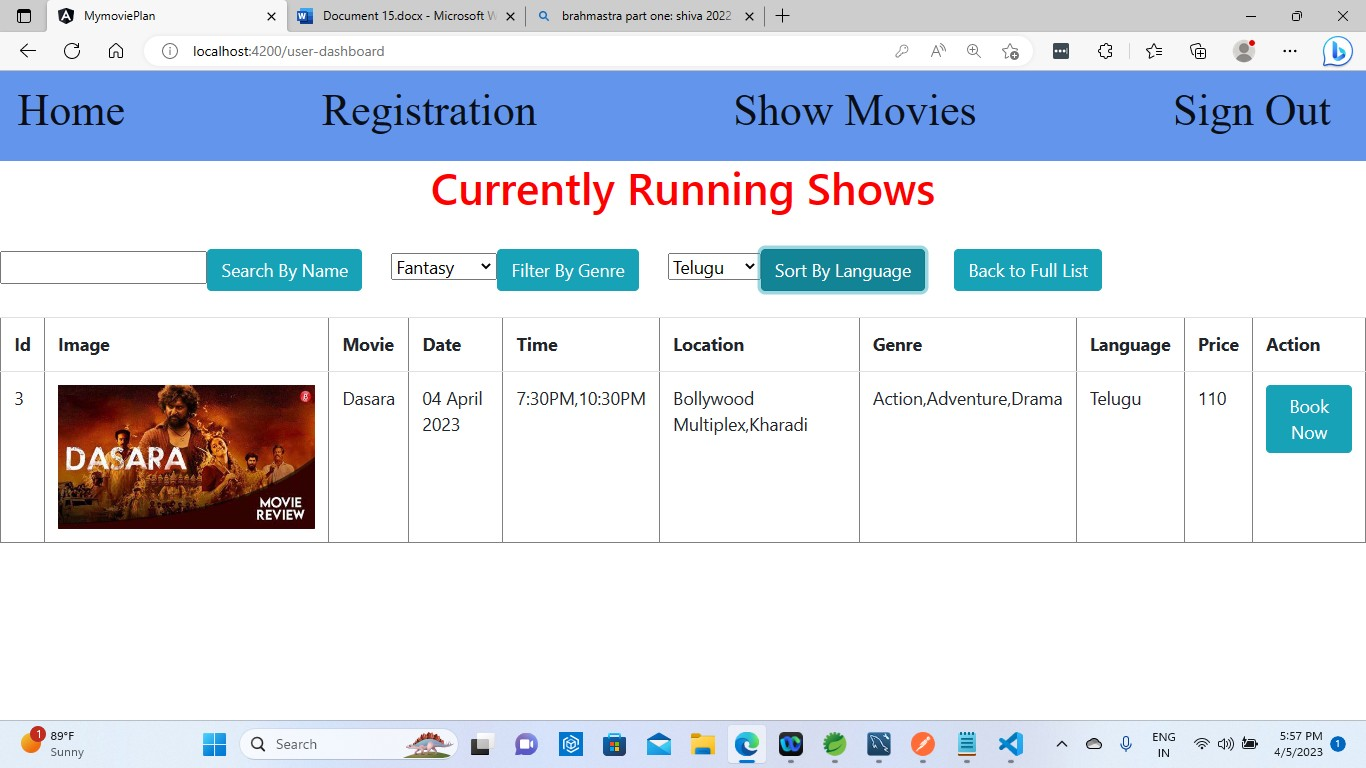 MymoviePlan
Document 15.docx - Microsoft W
brahmastra part one: shiva 2022
localhost:4200/user-dashboard
Home Registration Show Movies Sign Out
Currently Running Shows
Search By Name Fantasy Filter By Genre Telugu Sort By Language Back to Full List
Id Image Movie Date Time Location Genre Language Price Action
3 Dasara 04 April 2023 7:30PM,10:30PM Bollywood Multiplex,Kharadi Action,Adventure,Drama Telugu 110 Book Now
DASARA
MOVIE
REVIEW
1
89°F
Sunny
Search
ENG
IN
5:57 PM
4/5/2023
1